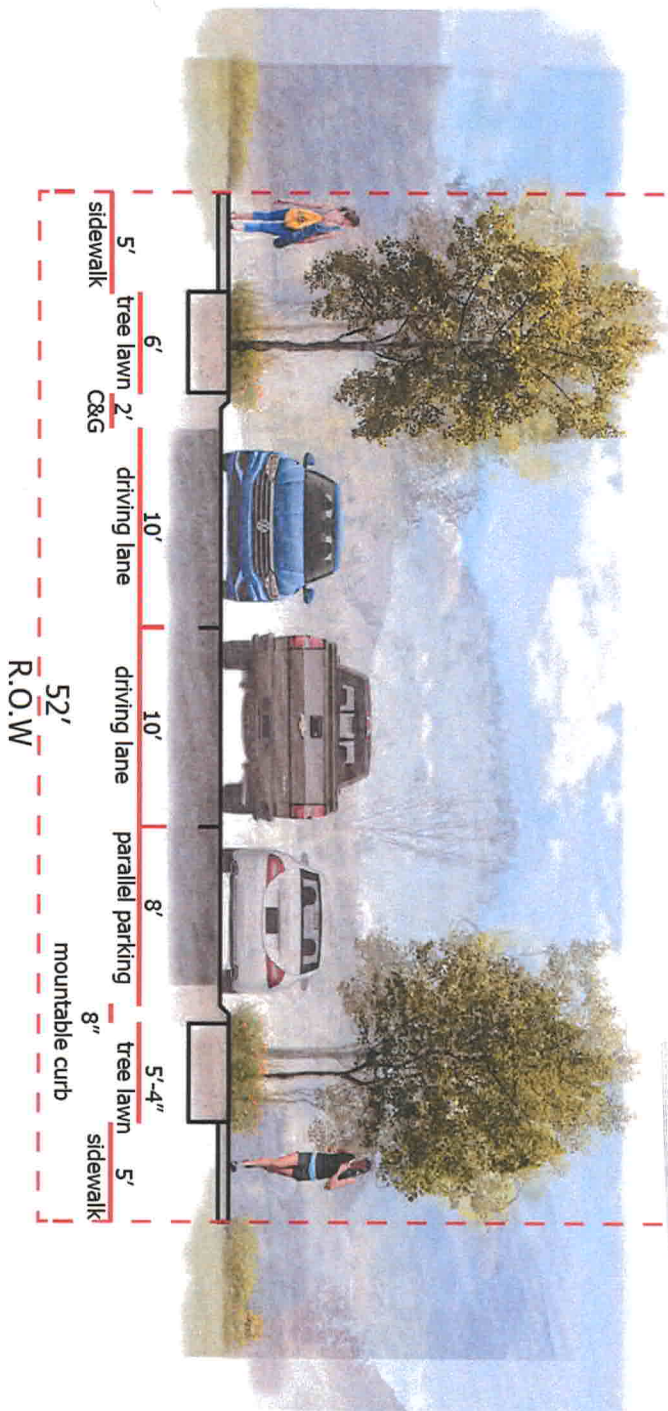 5'
sidewalk
6'
tree lawn
2'
C&G
10'
driving lane
10'
driving lane
8'
parallel parking
8"
mountable curb
5'-4"
tree lawn
5'
sidewalk
52'
R.O.W